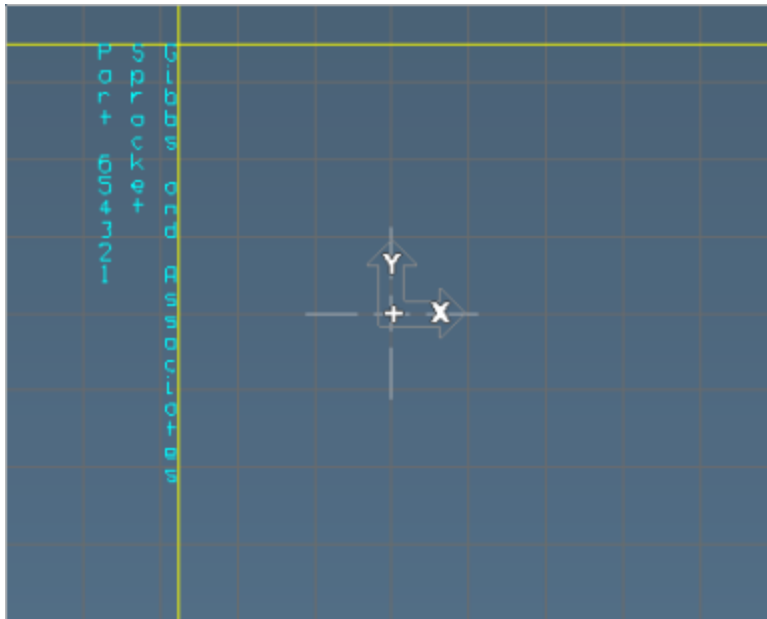 Gibbs and Associates
Sprocket
Part 654321
Y
X